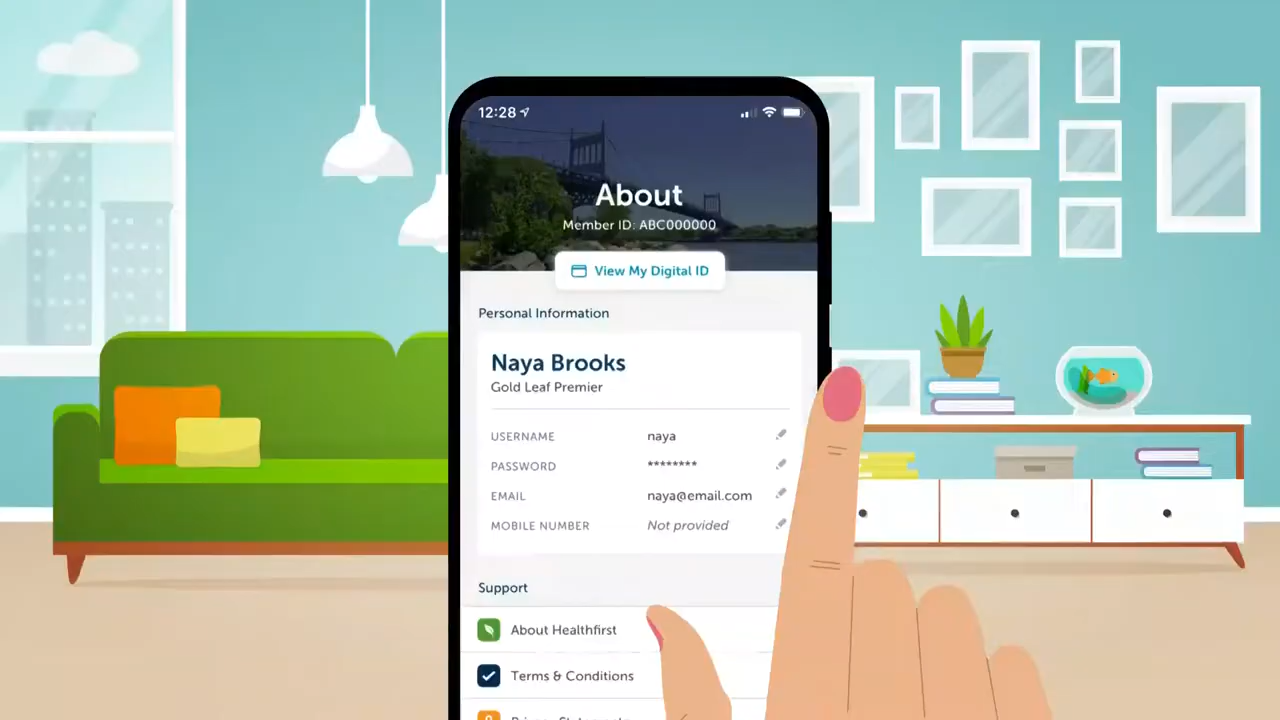 12:28
About
Member ID: ABC000000
View My Digital ID
Personal Information
Naya Brooks
Gold Leaf Premier
USERNAME naya
PASSWORD ********
EMAIL naya@email.com
MOBILE NUMBER Not provided
Support
About Healthfirst
Terms & Conditions